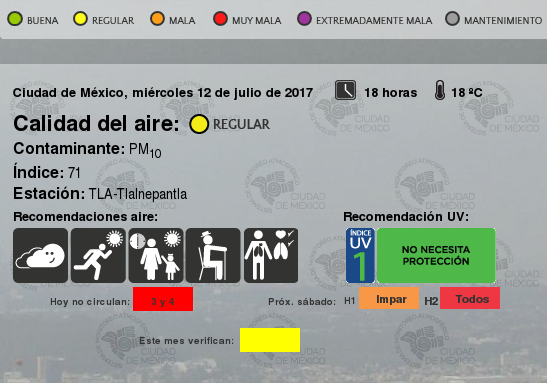 BUENA REGULAR MALA MUY MALA EXTREMADAMENTE MALA MANTENIMIENTO
Ciudad de México, miércoles 12 de julio de 2017 18 horas 18 ºC
Calidad del aire: REGULAR
Contaminante: PM10
Índice: 71
Estación: TLA-Tlalnepantla
Recomendaciones aire: Recomendación UV:
ÍNDICE UV 1 NO NECESITA PROTECCIÓN
Hoy no circulan: 3 y 4 Próx. sábado: H1 Impar H2 Todos
Este mes verifican:
CIUDAD DE MÉXICO